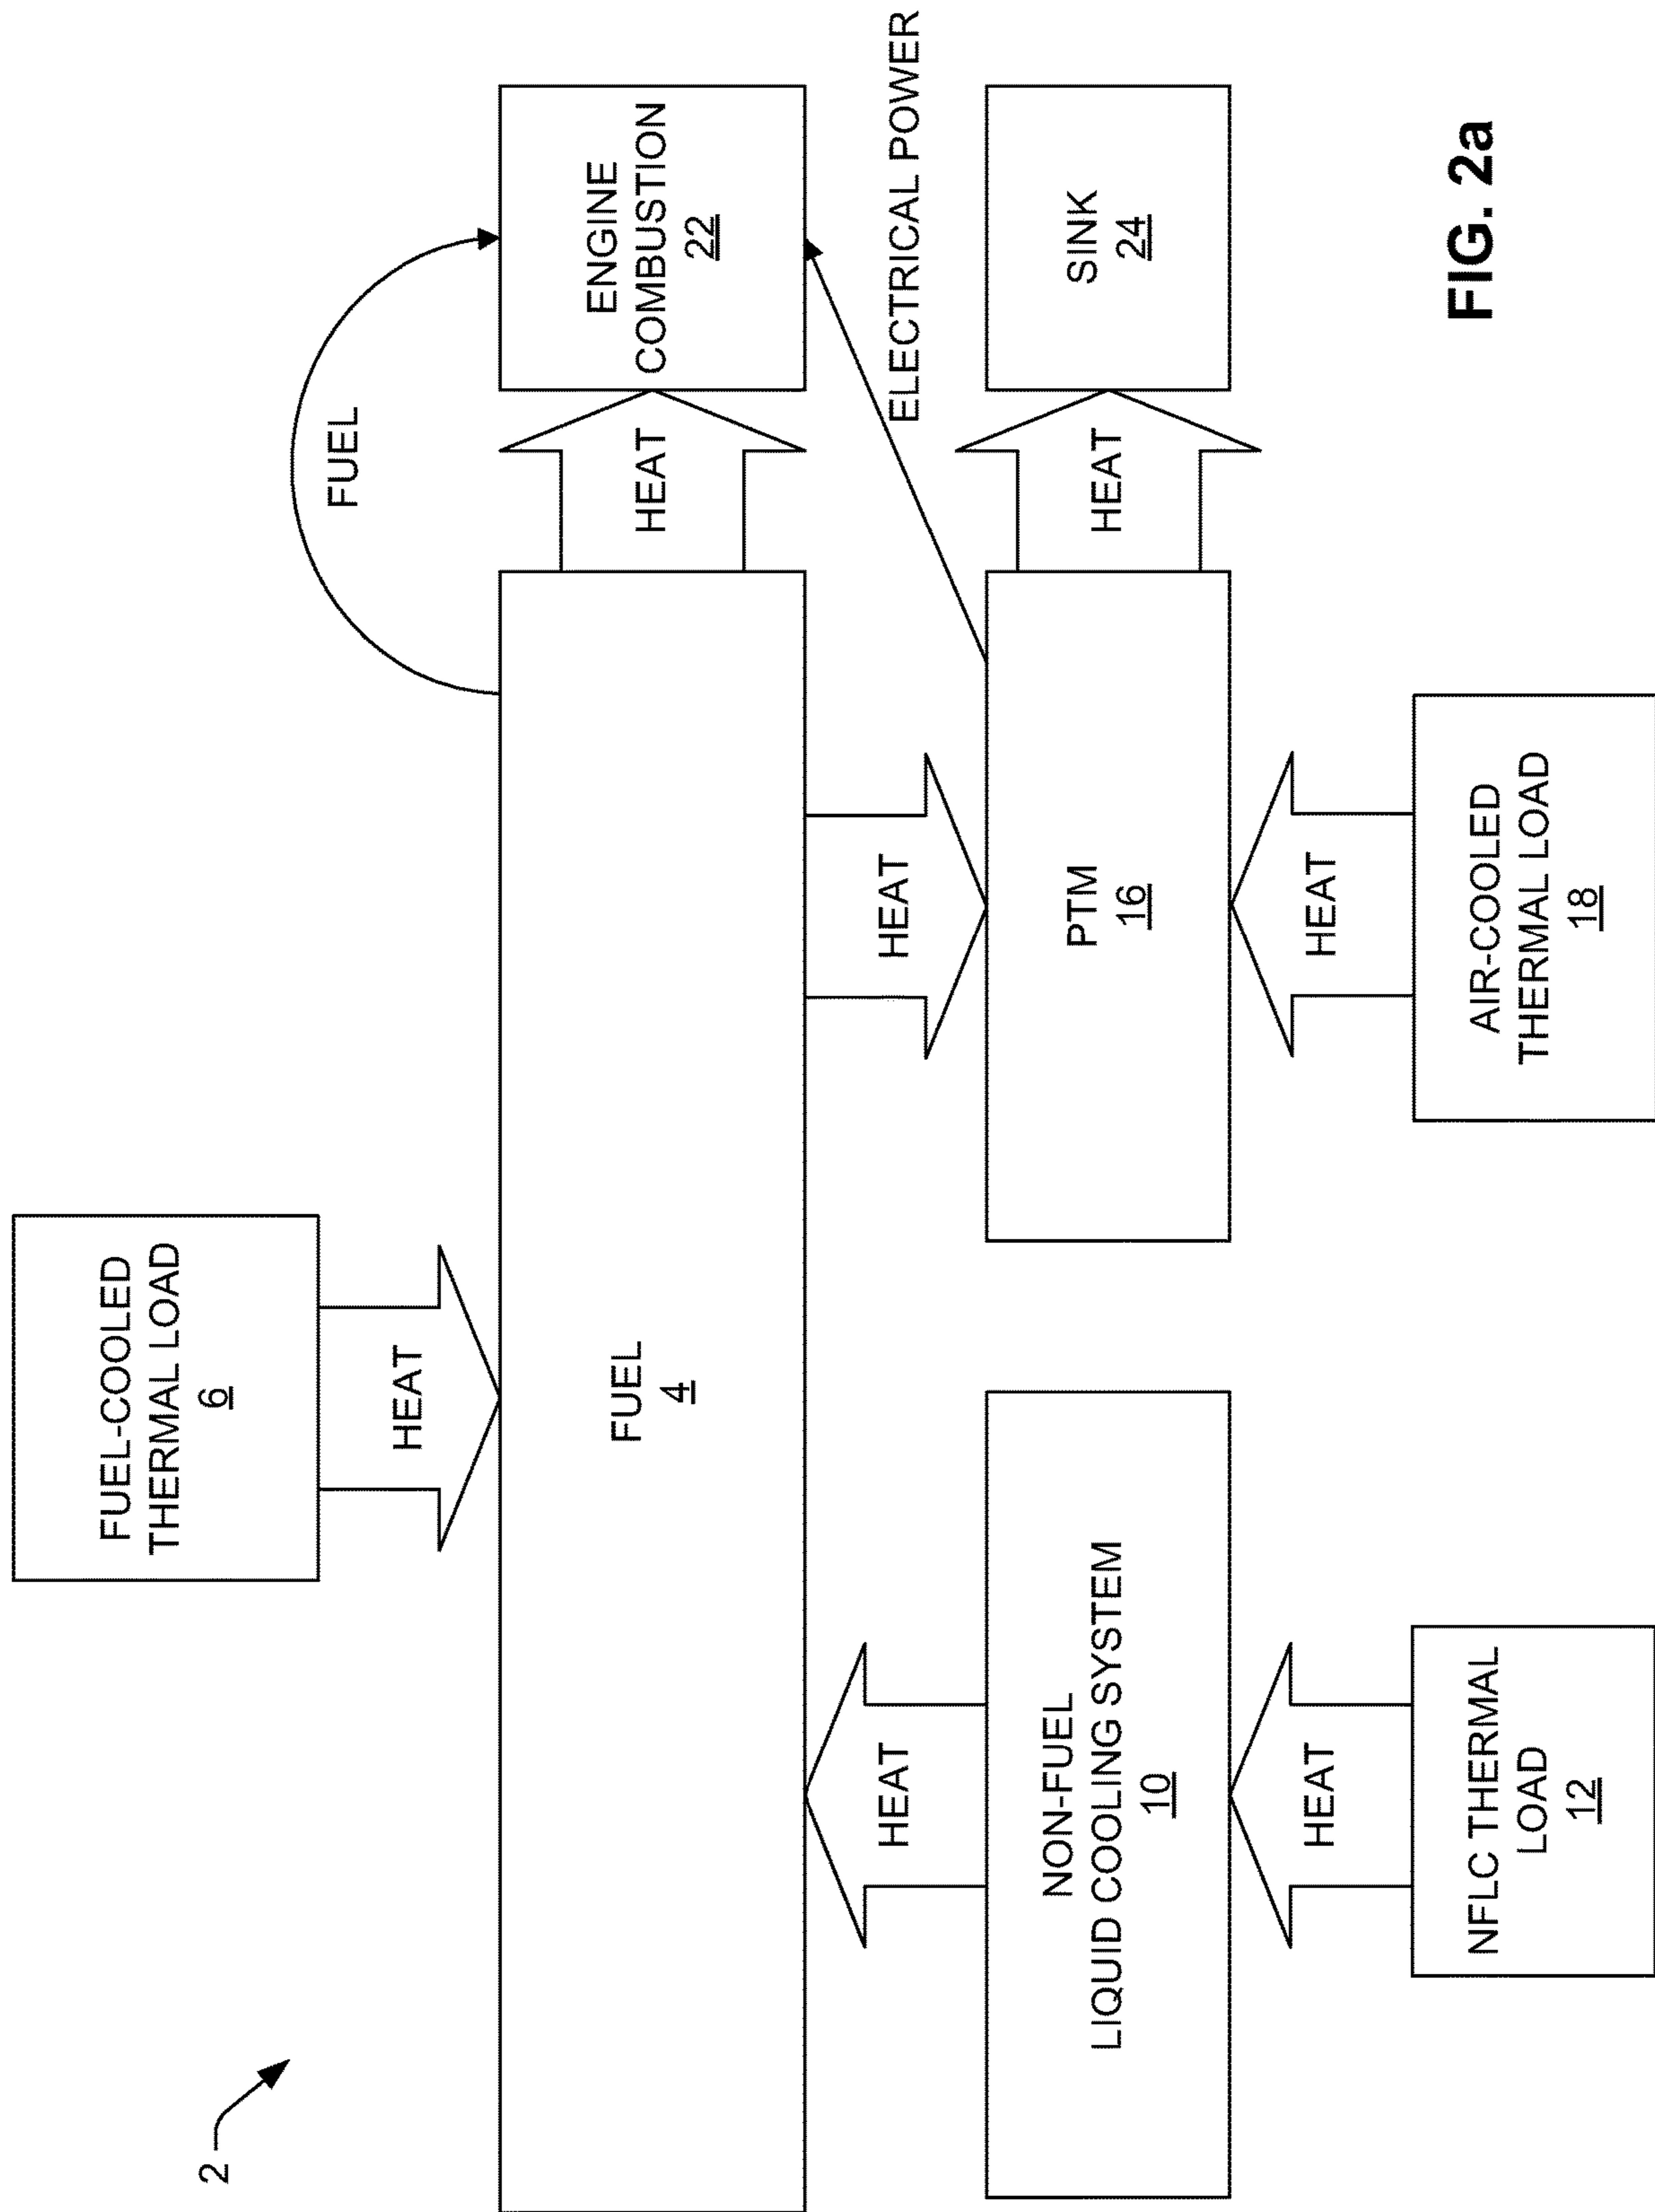 2
FUEL-COOLED
THERMAL LOAD
6
HEAT
FUEL
FUEL
4
HEAT
ENGINE
COMBUSTION
22
HEAT
HEAT
ELECTRICAL POWER
NON-FUEL
LIQUID COOLING SYSTEM
10
PTM
16
HEAT
SINK
24
HEAT
HEAT
NFLC THERMAL
LOAD
12
AIR-COOLED
THERMAL LOAD
18
FIG. 2a